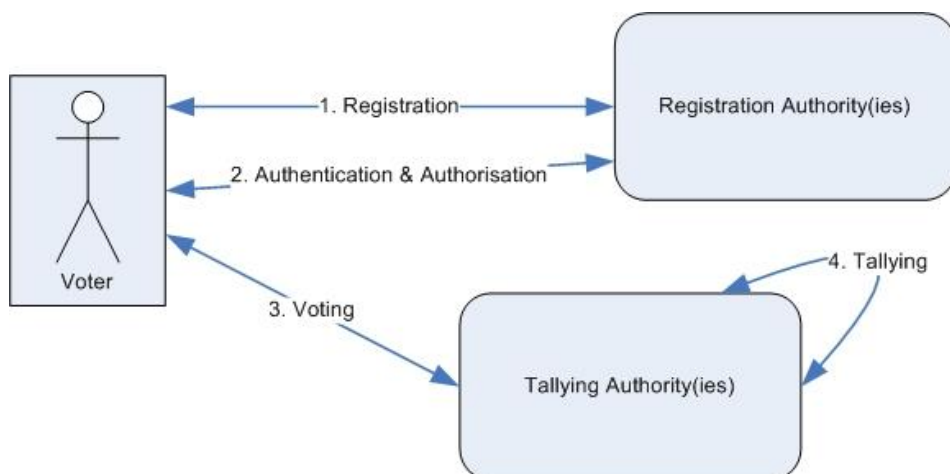 1. Registration
Registration Authority(ies)
2. Authentication & Authorisation
Voter
3. Voting
4. Tallying
Tallying Authority(ies)